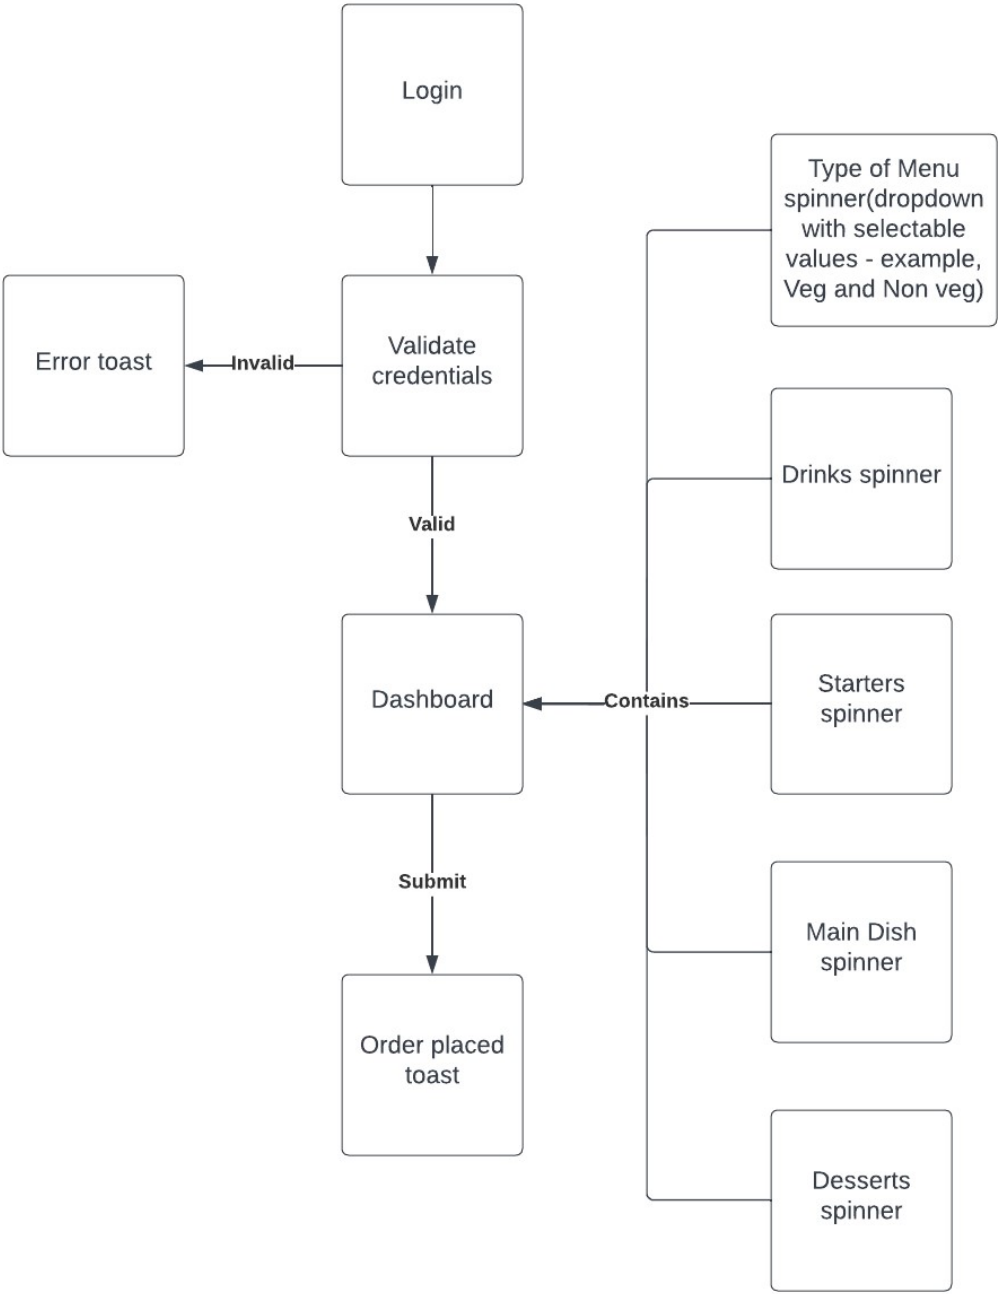 Login
Type of Menu
spinner(dropdown
with selectable
values - example,
Veg and Non veg)
Error toast
Invalid
Validate
credentials
Drinks spinner
Valid
Dashboard
Contains
Starters
spinner
Submit
Main Dish
spinner
Order placed
toast
Desserts
spinner